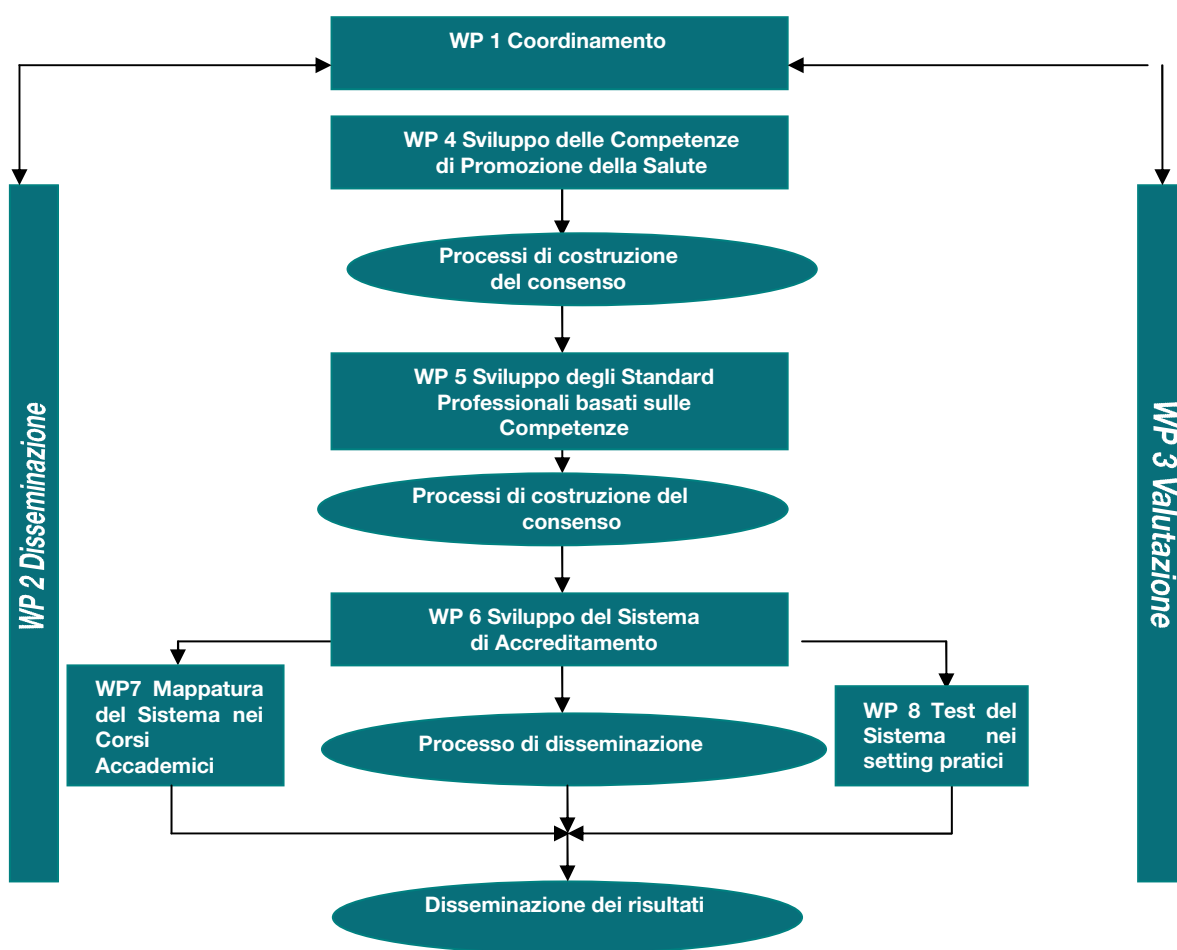 WP 1 Coordinamento
WP 4 Sviluppo delle Competenze
di Promozione della Salute
Processi di costruzione
del consenso
WP 5 Sviluppo degli Standard
Professionali basati sulle
Competenze
Processi di costruzione del
consenso
WP 6 Sviluppo del Sistema
di Accreditamento
WP7 Mappatura
del Sistema nei
Corsi
Accademici
Processo di disseminazione
WP 8 Test del
Sistema nei
setting pratici
Disseminazione dei risultati
WP 2 Disseminazione
WP 3 Valutazione